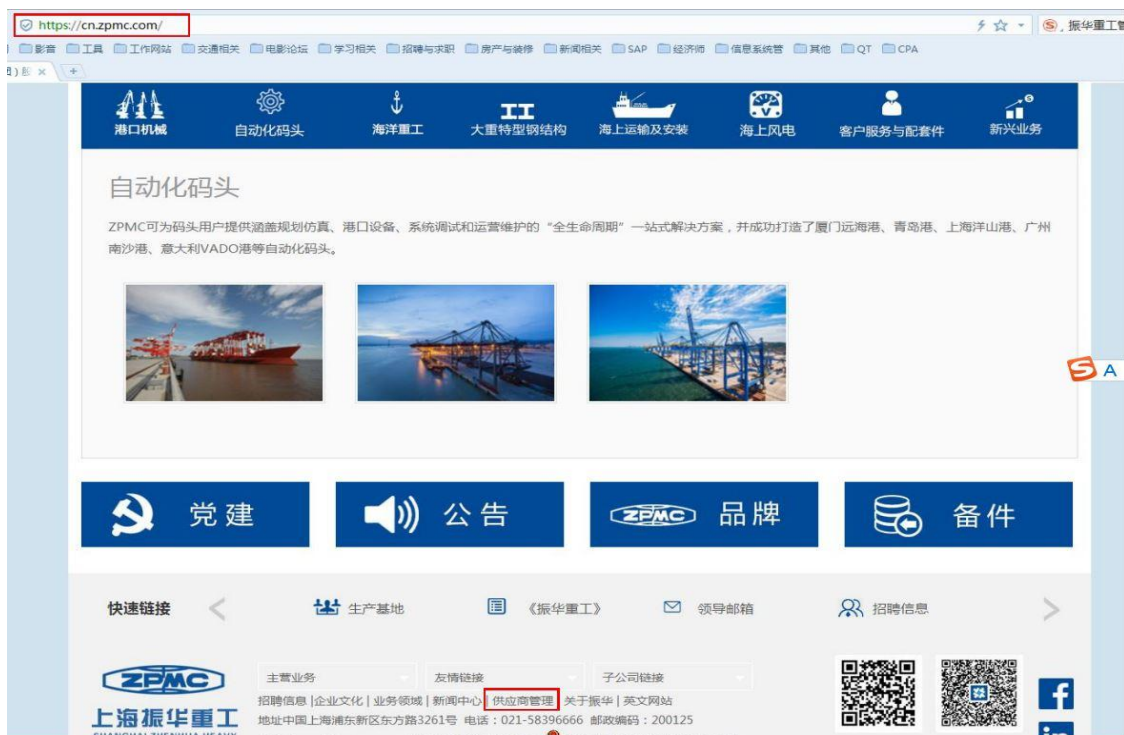 https://cn.zpmc.com/
振华重工
影音 工具 工作网站 交通相关 电影论坛 学习相关 招聘与求职 房产与装修 新闻相关 SAP 经济师 信息系统管 其他 QT CPA
港口机械 自动化码头 海洋重工 大重特型钢结构 海上运输及安装 海上风电 客户服务与配套件 新兴业务
自动化码头
ZPMC可为码头用户提供涵盖规划仿真、港口设备、系统调试和运营维护的“全生命周期”一站式解决方案，并成功打造了厦门远海港、青岛港、上海洋山港、广州
南沙港、意大利VADO港等自动化码头。
S A
党建 公告 ZPMC 品牌 备件
快速链接 生产基地 《振华重工》 领导邮箱 招聘信息
ZPMC 主营业务 友情链接 子公司链接
招聘信息 |企业文化 | 业务领域 | 新闻中心 | 供应商管理 | 关于振华 | 英文网站
上海振华重工 地址中国上海浦东新区东方路3261号 电话：021-58396666 邮政编码：200125
f
in